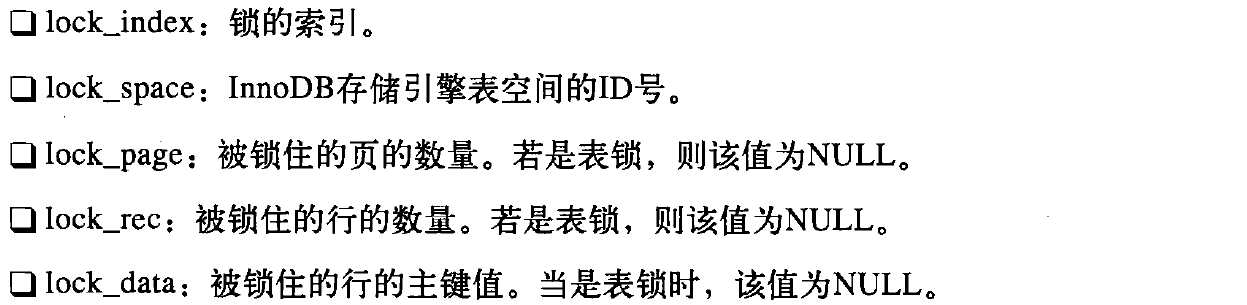 ❑ lock_index：锁的索引。
❑ lock_space：InnoDB存储引擎表空间的ID号。
❑ lock_page：被锁住的页的数量。若是表锁，则该值为NULL。
❑ lock_rec：被锁住的行的数量。若是表锁，则该值为NULL。
❑ lock_data：被锁住的行的主键值。当是表锁时，该值为NULL。